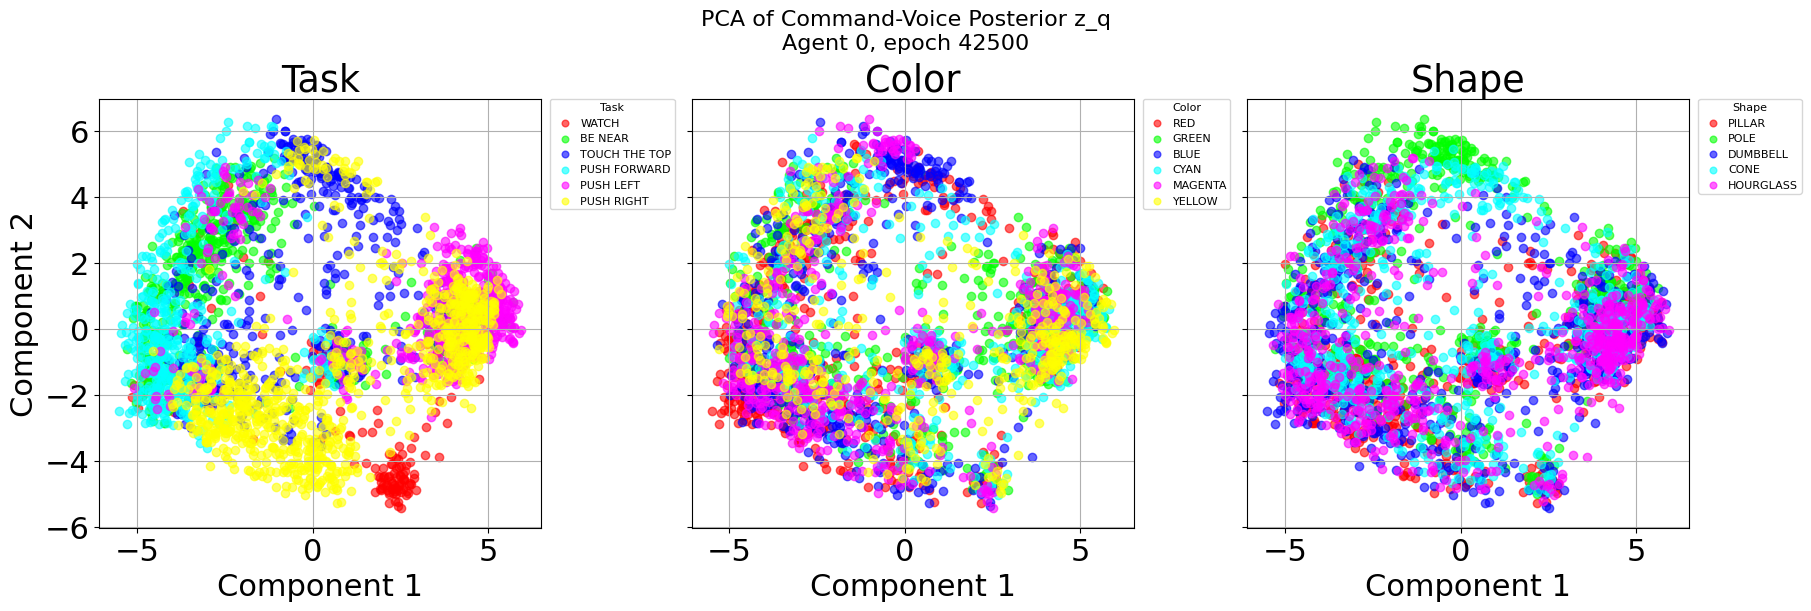 PCA of Command-Voice Posterior z_q
Agent 0, epoch 42500
Task
Color
Shape
Component 2
6
4
2
0
−2
−4
−6
−5
0
5
Component 1
Task
WATCH
BE NEAR
TOUCH THE TOP
PUSH FORWARD
PUSH LEFT
PUSH RIGHT
−5
0
5
Component 1
Color
RED
GREEN
BLUE
CYAN
MAGENTA
YELLOW
−5
0
5
Component 1
Shape
PILLAR
POLE
DUMBBELL
CONE
HOURGLASS